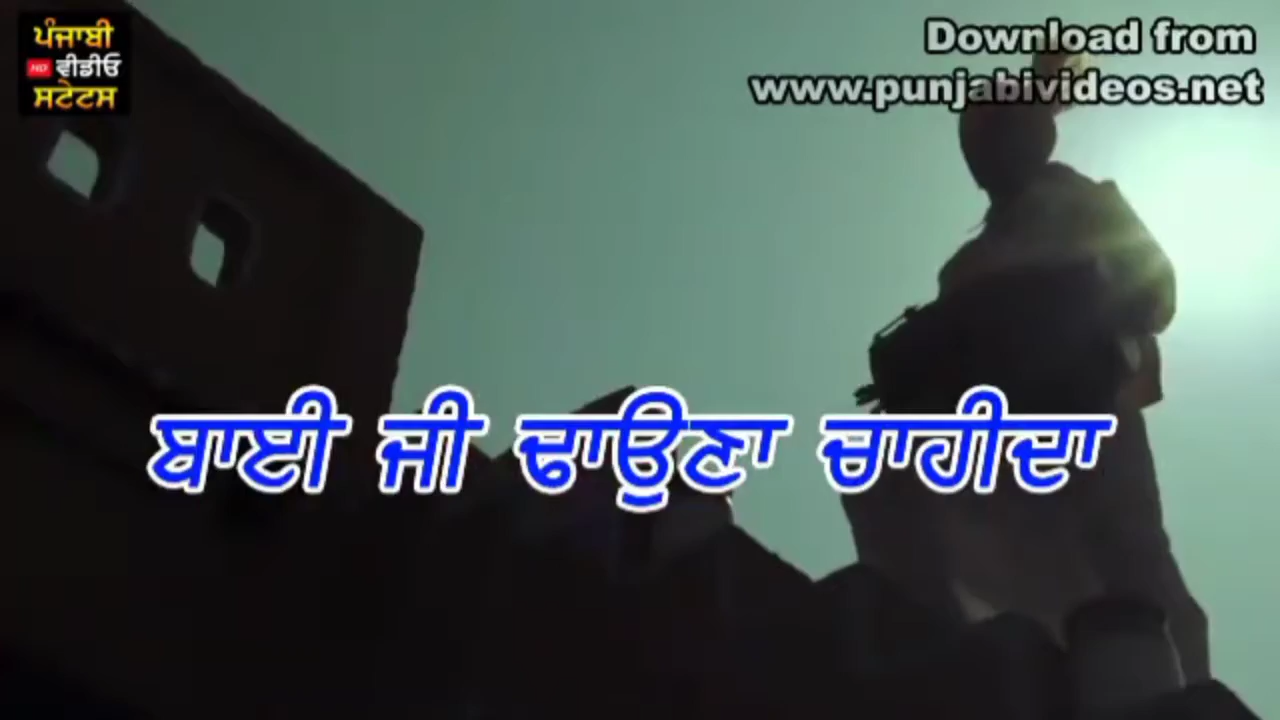 ਪੰਜਾਬੀ
HD ਵੀਡੀਓ
ਸਟੇਟਸ
Download from
www.punjabivideos.net
ਬਾਈ ਜੀ ਢਾਉਣਾ ਚਾਹੀਦਾ